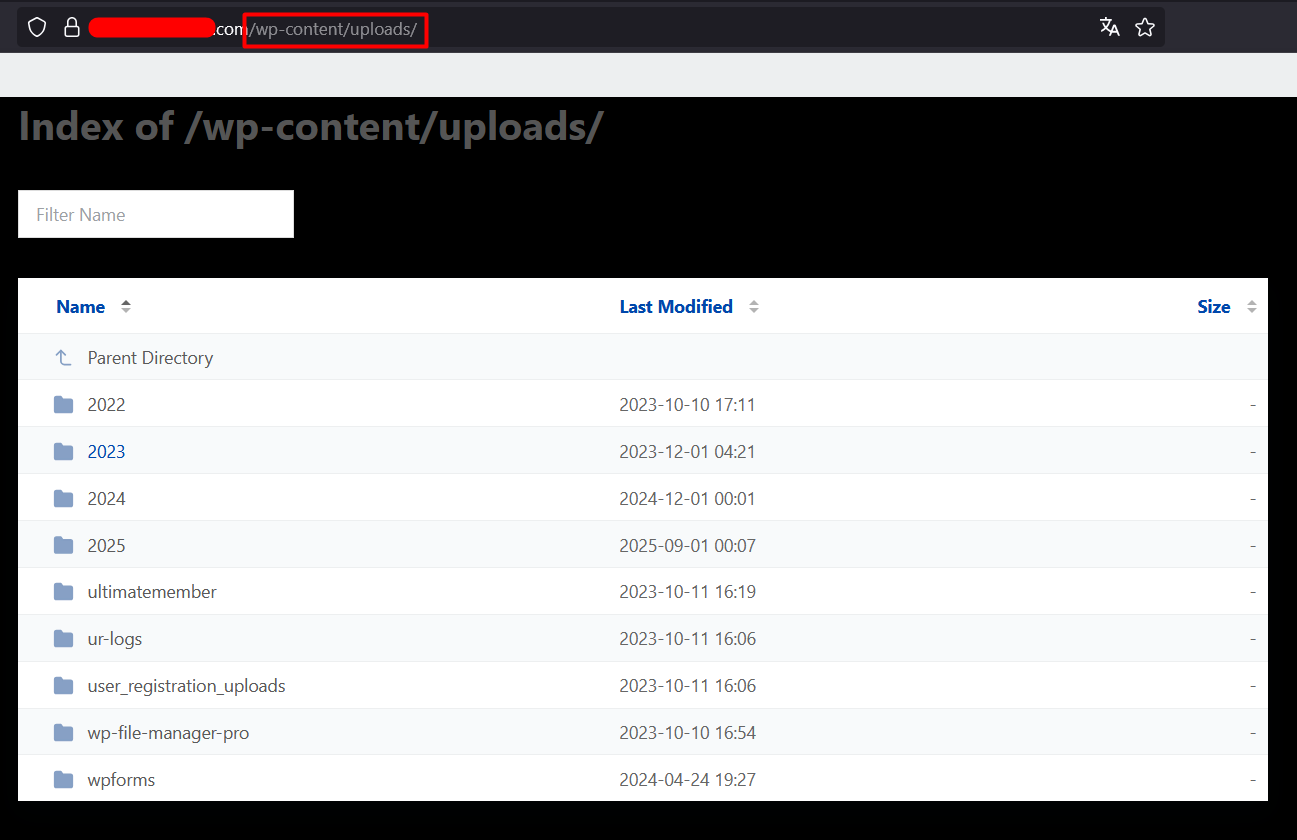 .com/wp-content/uploads/
Index of /wp-content/uploads/
Filter Name
Name Last Modified Size
Parent Directory
2022 2023-10-10 17:11 -
2023 2023-12-01 04:21 -
2024 2024-12-01 00:01 -
2025 2025-09-01 00:07 -
ultimatemember 2023-10-11 16:19 -
ur-logs 2023-10-11 16:06 -
user_registration_uploads 2023-10-11 16:06 -
wp-file-manager-pro 2023-10-10 16:54 -
wpforms 2024-04-24 19:27 -